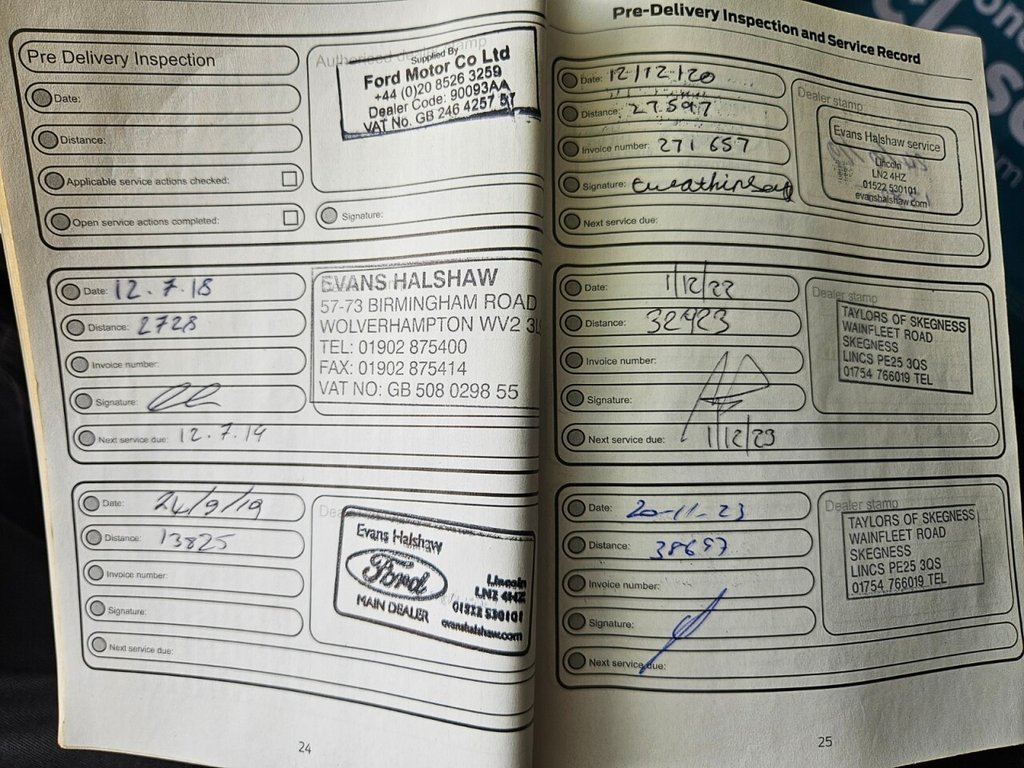 Pre Delivery Inspection
Date:
Distance:
Applicable service actions checked:
Open service actions completed:
Supplied By
Ford Motor Co Ltd
+44 (0)20 8526 3259
Dealer Code: 90093AA
VAT No. GB 246 4257 57
Signature:
Date: 12.7.18
Distance: 2728
Invoice number:
Signature:
Next service due: 12.7.19
EVANS HALSHAW
57-73 BIRMINGHAM ROAD
WOLVERHAMPTON WV2 3L
TEL: 01902 875400
FAX: 01902 875414
VAT NO: GB 508 0298 55
Date: 24/9/19
Distance: 13825
Invoice number:
Signature:
Next service due:
Evans Halshaw
Ford
MAIN DEALER
Lincoln
LN2 4HZ
01522 530101
evanshalshaw.com
24
Pre-Delivery Inspection and Service Record
Date: 12/12/20
Distance: 27597
Invoice number: 271657
Signature:
Next service due:
Dealer stamp
Evans Halshaw service
Lincoln
LN2 4HZ
01522 530101
evanshalshaw.com
Date: 1/12/22
Distance: 32923
Invoice number:
Signature:
Next service due: 1/12/23
Dealer stamp
TAYLORS OF SKEGNESS
WAINFLEET ROAD
SKEGNESS
LINCS PE25 3QS
01754 766019 TEL
Date: 20-11-23
Distance: 38697
Invoice number:
Signature:
Next service due:
Dealer stamp
TAYLORS OF SKEGNESS
WAINFLEET ROAD
SKEGNESS
LINCS PE25 3QS
01754 766019 TEL
25